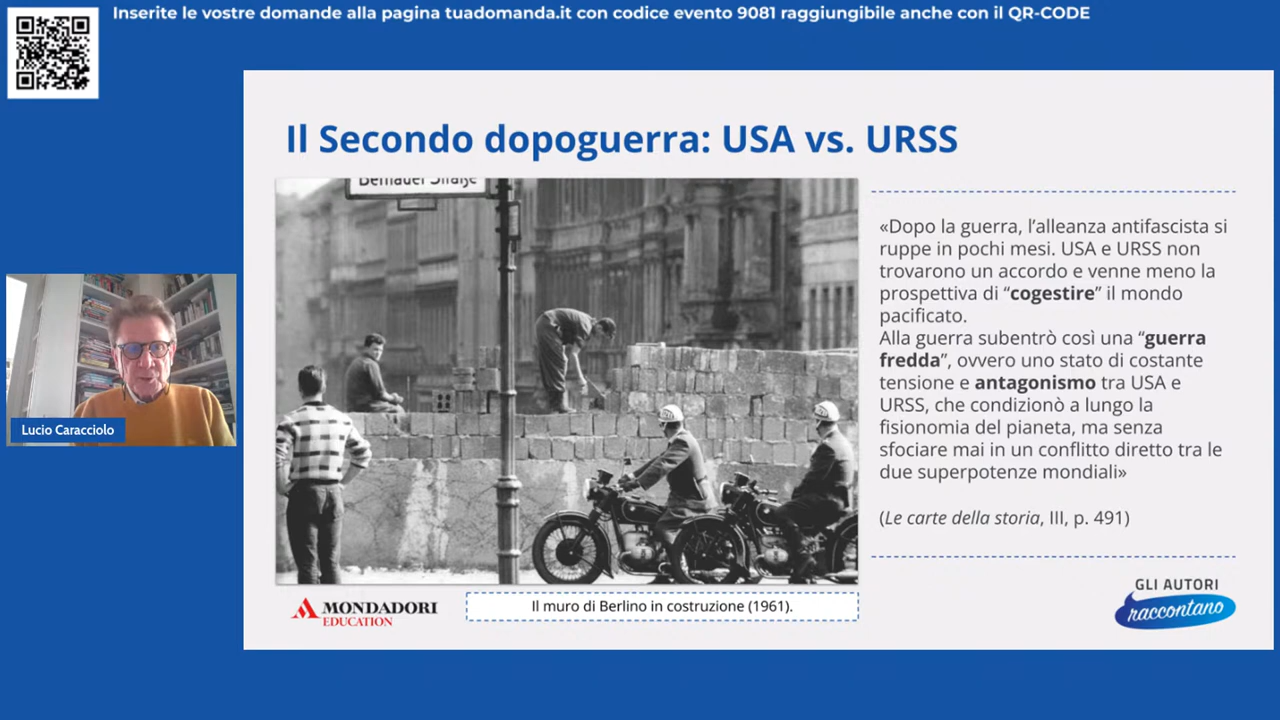 Inserite le vostre domande alla pagina tuadomanda.it con codice evento 9081 raggiungibile anche con il QR-CODE
Il Secondo dopoguerra: USA vs. URSS
Bernauer Straße
«Dopo la guerra, l’alleanza antifascista si
ruppe in pochi mesi. USA e URSS non
trovarono un accordo e venne meno la
prospettiva di “cogestire” il mondo
pacificato.
Alla guerra subentrò così una “guerra
fredda”, ovvero uno stato di costante
tensione e antagonismo tra USA e
URSS, che condizionò a lungo la
fisionomia del pianeta, ma senza
sfociare mai in un conflitto diretto tra le
due superpotenze mondiali»
(Le carte della storia, III, p. 491)
Lucio Caracciolo
MONDADORI
EDUCATION
Il muro di Berlino in costruzione (1961).
GLI AUTORI
raccontano